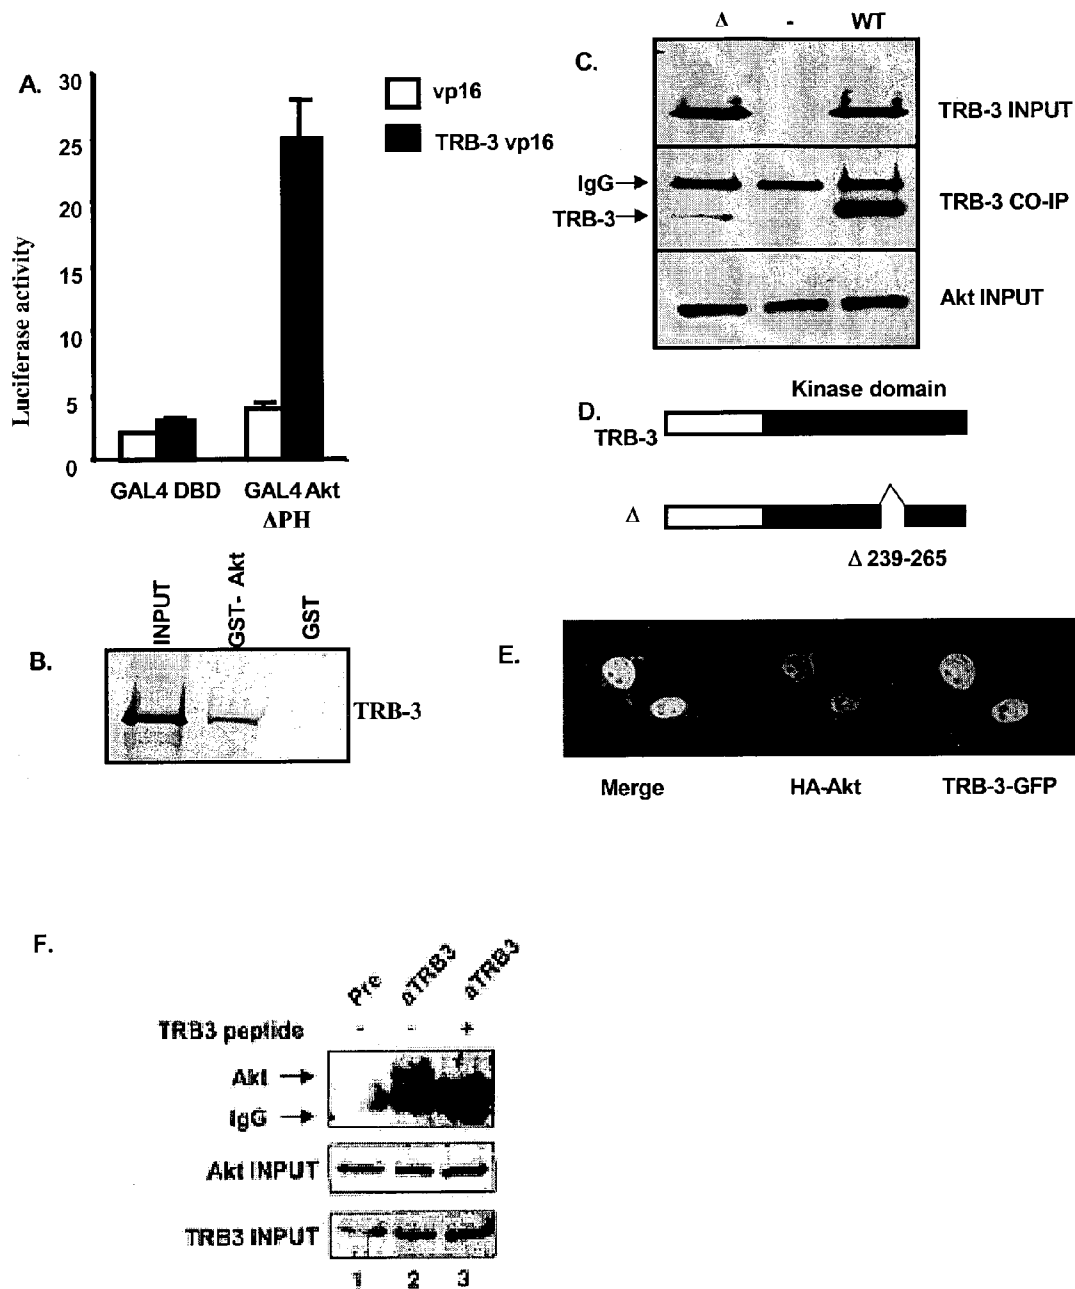 A.
30
25
20
15
10
5
0
Luciferase activity
vp16
TRB-3 vp16
GAL4 DBD
GAL4 Akt
ΔPH
B.
INPUT
GST- Akt
GST
TRB-3
C.
Δ - WT
TRB-3 INPUT
IgG
TRB-3
TRB-3 CO-IP
Akt INPUT
D.
Kinase domain
TRB-3
Δ
Δ 239-265
E.
Merge HA-Akt TRB-3-GFP
F.
Pre aTRB3 aTRB3
TRB3 peptide - - +
Akt
IgG
Akt INPUT
TRB3 INPUT
1 2 3